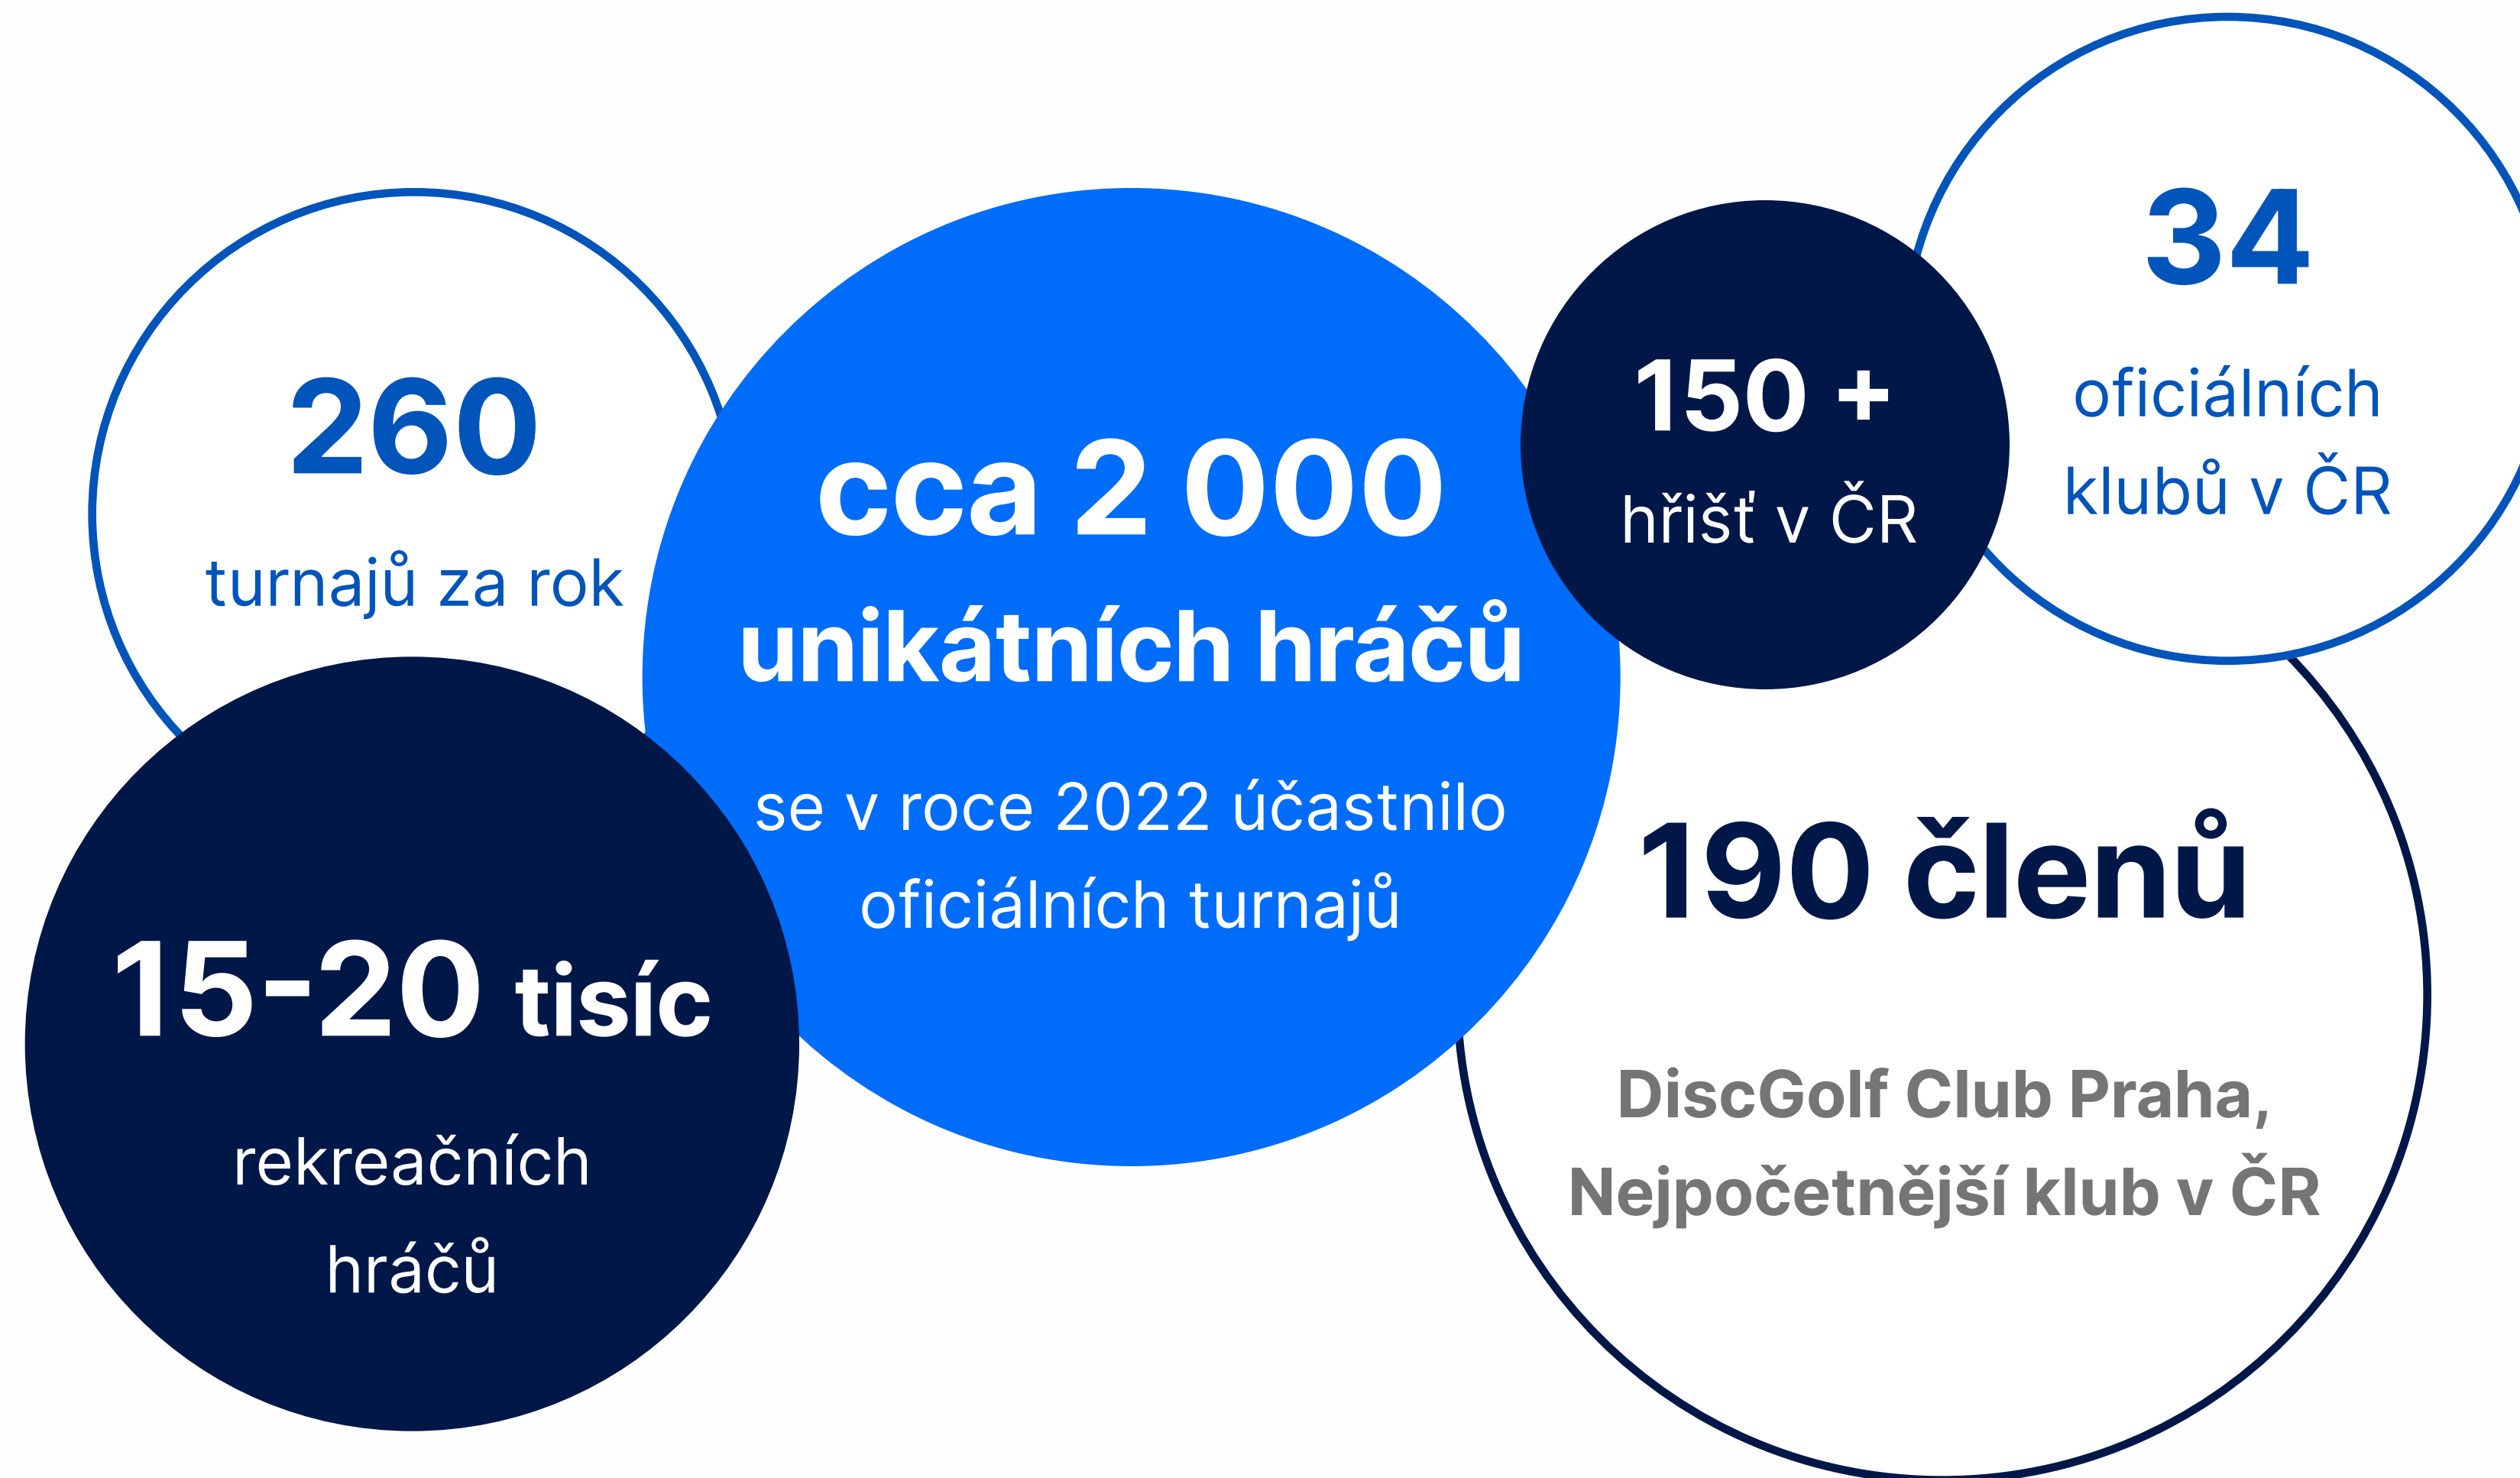 260
turnajů za rok
cca 2 000
unikátních hráčů
se v roce 2022 účastnilo
oficiálních turnajů
150 +
hřišť v ČR
34
oficiálních
klubů v ČR
15-20 tisíc
rekreačních
hráčů
190 členů
DiscGolf Club Praha,
Nejpočetnější klub v ČR